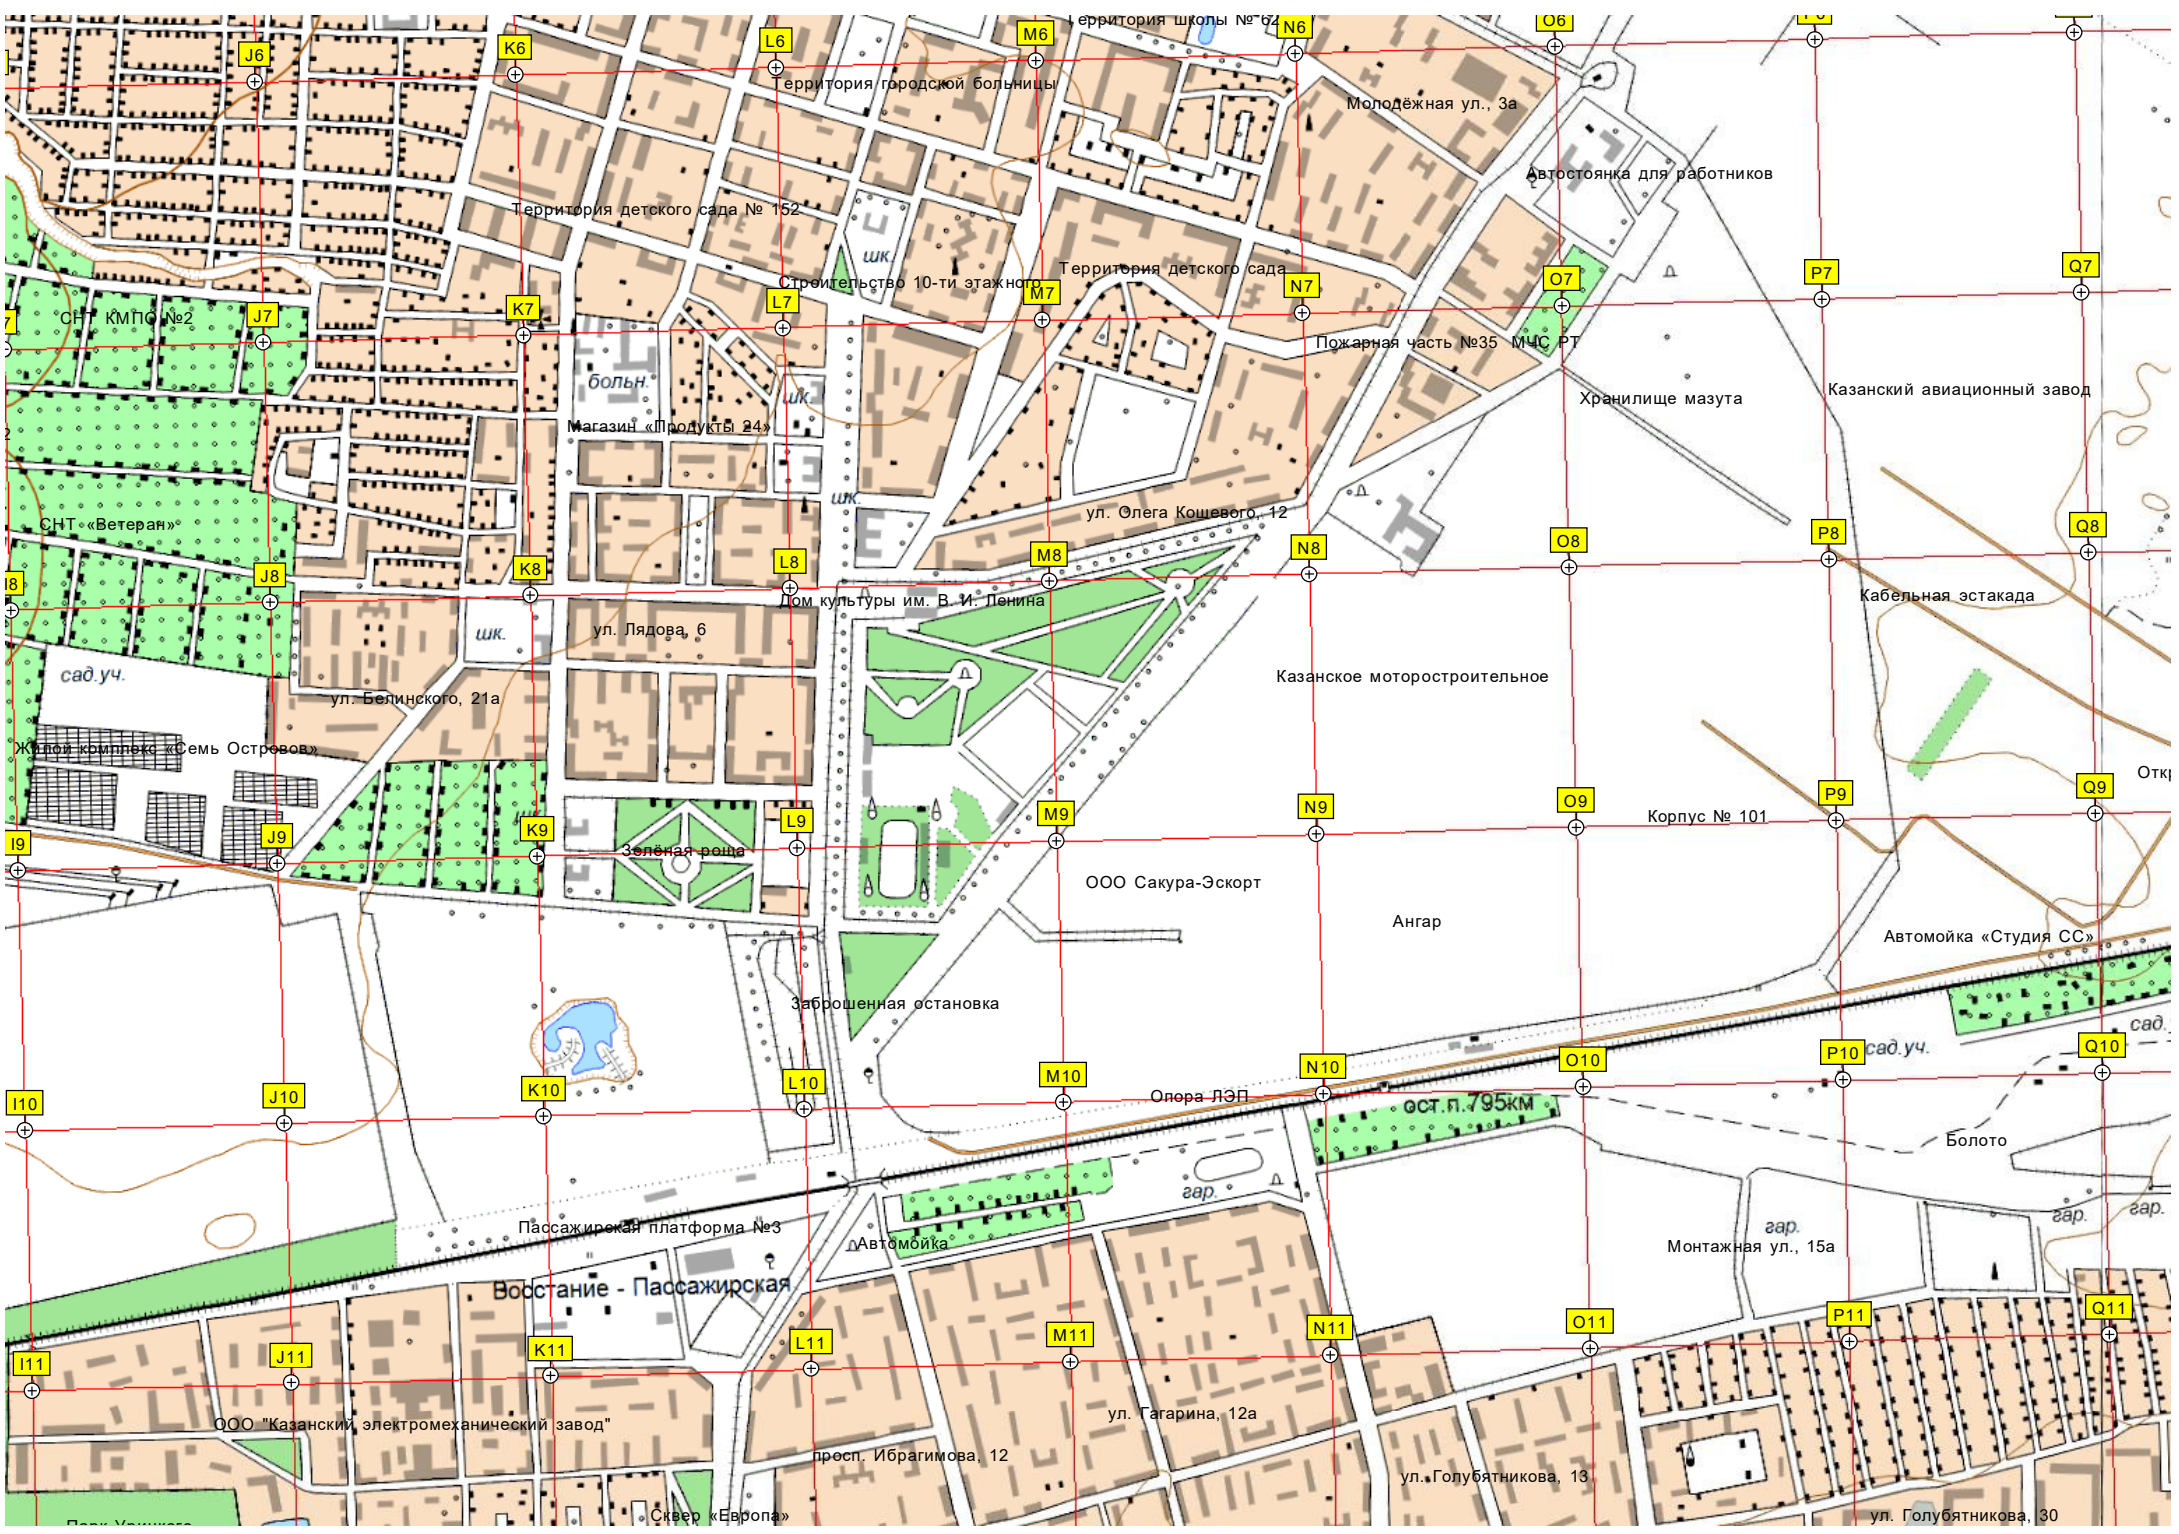 Территория школы № 62
O6
N6
M6
L6
K6
J6
Территория городской больницы
Молодёжная ул., 3а
Автостоянка для работников
Территория детского сада № 152
шк.
Территория детского сада
Строительство 10-ти этажного
Q7
P7
O7
N7
M7
L7
K7
J7
7
СНТ КМПО №2
Пожарная часть №35 МЧС РТ
больн.
шк.
Казанский авиационный завод
Хранилище мазута
Магазин «Продукты 24»
шк.
ул. Олега Кошевого, 12
СНТ «Ветеран»
Q8
P8
O8
N8
M8
L8
K8
J8
I8
Кабельная эстакада
Дом культуры им. В. И. Ленина
ул. Лядова, 6
шк.
сад.уч.
Казанское моторостроительное
ул. Белинского, 21а
Жилой комплекс «Семь Островов»
Откр
Q9
P9
O9
N9
M9
L9
K9
J9
I9
Корпус № 101
Зелёная роща
ООО Сакура-Эскорт
Ангар
Автомойка «Студия СС»
Заброшенная остановка
сад.
сад.уч.
Q10
P10
O10
N10
M10
L10
K10
J10
I10
Опора ЛЭП
ост.п.795км
Болото
гар.
гар.
гар.
гар.
Пассажирская платформа №3
Автомойка
Монтажная ул., 15а
Восстание - Пассажирская
Q11
P11
O11
N11
M11
L11
K11
J11
I11
ул. Гагарина, 12а
ООО "Казанский электромеханический завод"
просп. Ибрагимова, 12
ул. Голубятникова, 13
Сквер «Европа»
ул. Голубятникова, 30
Парк Урицкого